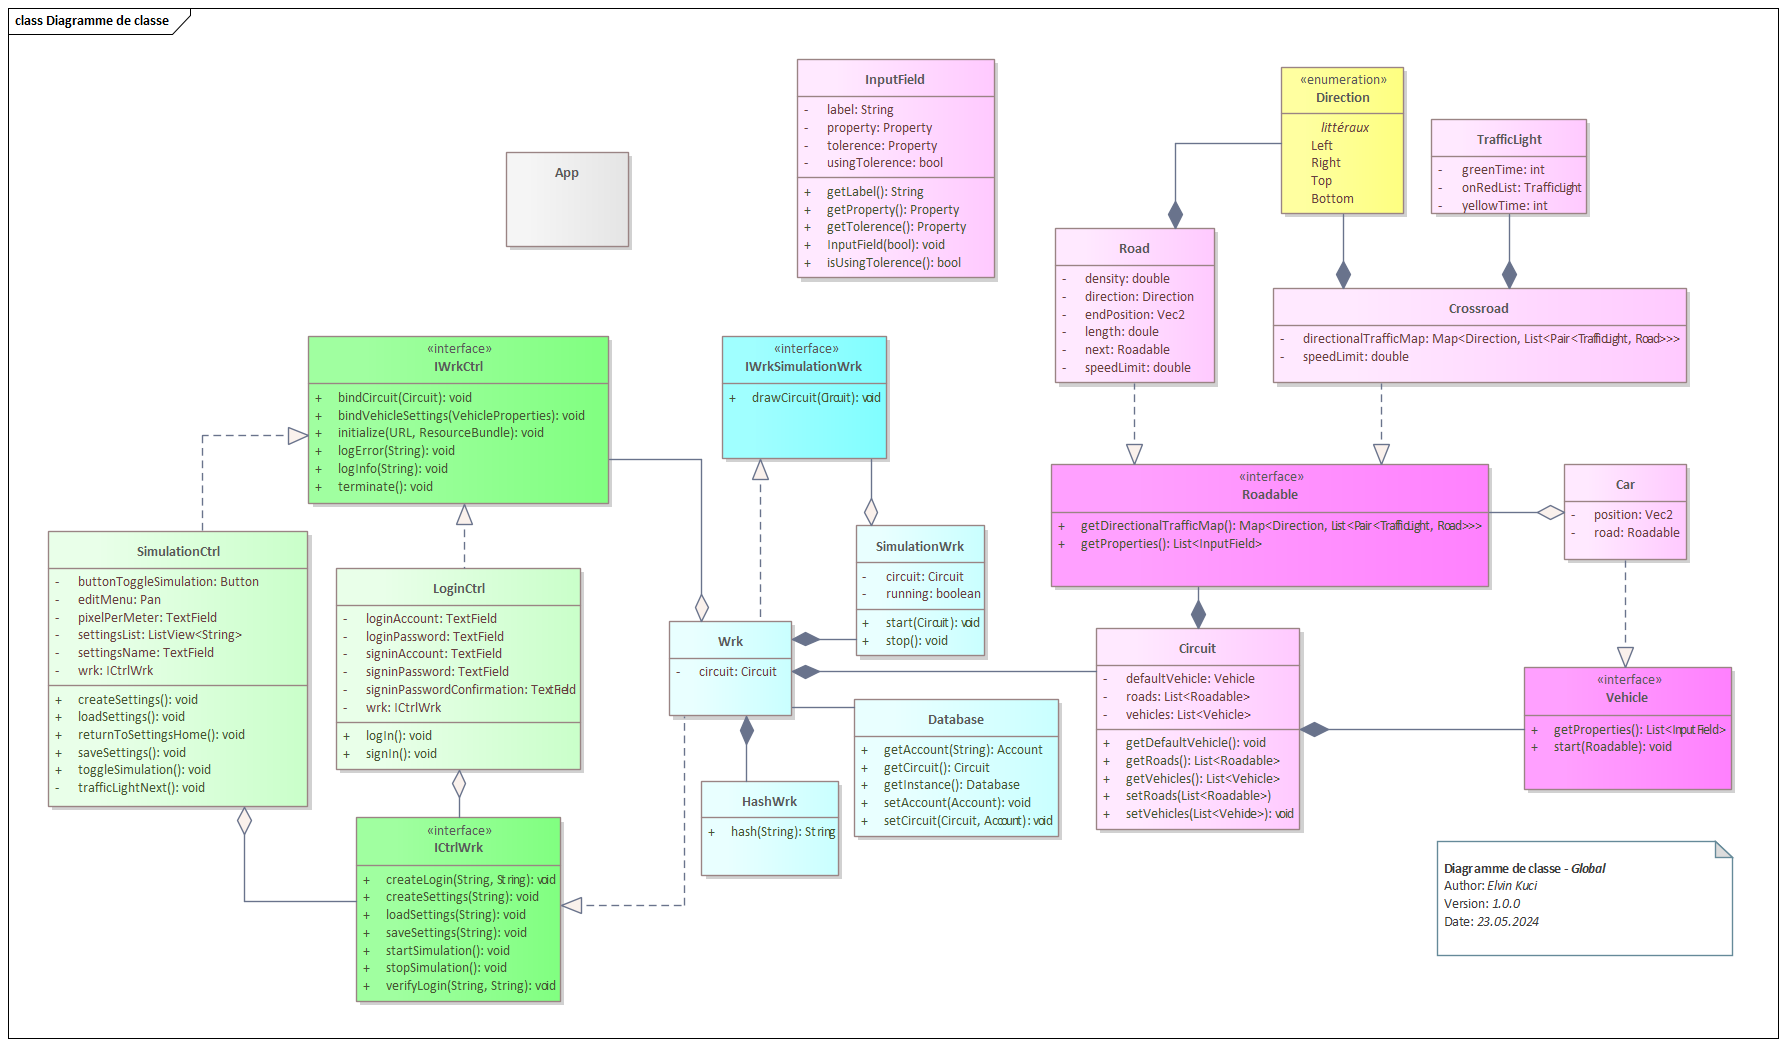 class Diagramme de classe
InputField
- label: String
- property: Property
- tolerence: Property
- usingTolerence: bool
+ getLabel(): String
+ getProperty(): Property
+ getTolerence(): Property
+ InputField(bool): void
+ isUsingTolerence(): bool
App
«enumeration»
Direction
littéraux
Left
Right
Top
Bottom
TrafficLight
- greenTime: int
- onRedList: TrafficLight
- yellowTime: int
Road
- density: double
- direction: Direction
- endPosition: Vec2
- length: doule
- next: Roadable
- speedLimit: double
Crossroad
- directionalTrafficMap: Map<Direction, List<Pair<TrafficLight, Road>>>
- speedLimit: double
«interface»
IWrkCtrl
+ bindCircuit(Circuit): void
+ bindVehicleSettings(VehicleProperties): void
+ initialize(URL, ResourceBundle): void
+ logError(String): void
+ logInfo(String): void
+ terminate(): void
«interface»
IWrkSimulationWrk
+ drawCircuit(Circuit): void
«interface»
Roadable
+ getDirectionalTrafficMap(): Map<Direction, List<Pair<TrafficLight, Road>>>
+ getProperties(): List<InputField>
Car
- position: Vec2
- road: Roadable
SimulationCtrl
- buttonToggleSimulation: Button
- editMenu: Pan
- pixelPerMeter: TextField
- settingsList: ListView<String>
- settingsName: TextField
- wrk: ICtrlWrk
+ createSettings(): void
+ loadSettings(): void
+ returnToSettingsHome(): void
+ saveSettings(): void
+ toggleSimulation(): void
- trafficLightNext(): void
LoginCtrl
- loginAccount: TextField
- loginPassword: TextField
- signinAccount: TextField
- signinPassword: TextField
- signinPasswordConfirmation: TextField
- wrk: ICtrlWrk
+ logIn(): void
+ signIn(): void
SimulationWrk
- circuit: Circuit
- running: boolean
+ start(Circuit): void
+ stop(): void
Wrk
- circuit: Circuit
Circuit
- defaultVehicle: Vehicle
- roads: List<Roadable>
- vehicles: List<Vehicle>
+ getDefaultVehicle(): void
+ getRoads(): List<Roadable>
+ getVehicles(): List<Vehicle>
+ setRoads(List<Roadable>)
+ setVehicles(List<Vehicle>): void
«interface»
Vehicle
+ getProperties(): List<InputField>
+ start(Roadable): void
Database
+ getAccount(String): Account
+ getCircuit(): Circuit
+ getInstance(): Database
+ setAccount(Account): void
+ setCircuit(Circuit, Account): void
HashWrk
+ hash(String): String
«interface»
ICtrlWrk
+ createLogin(String, String): void
+ createSettings(String): void
+ loadSettings(String): void
+ saveSettings(String): void
+ startSimulation(): void
+ stopSimulation(): void
+ verifyLogin(String, String): void
Diagramme de classe - Global
Author: Elvin Kuci
Version: 1.0.0
Date: 23.05.2024